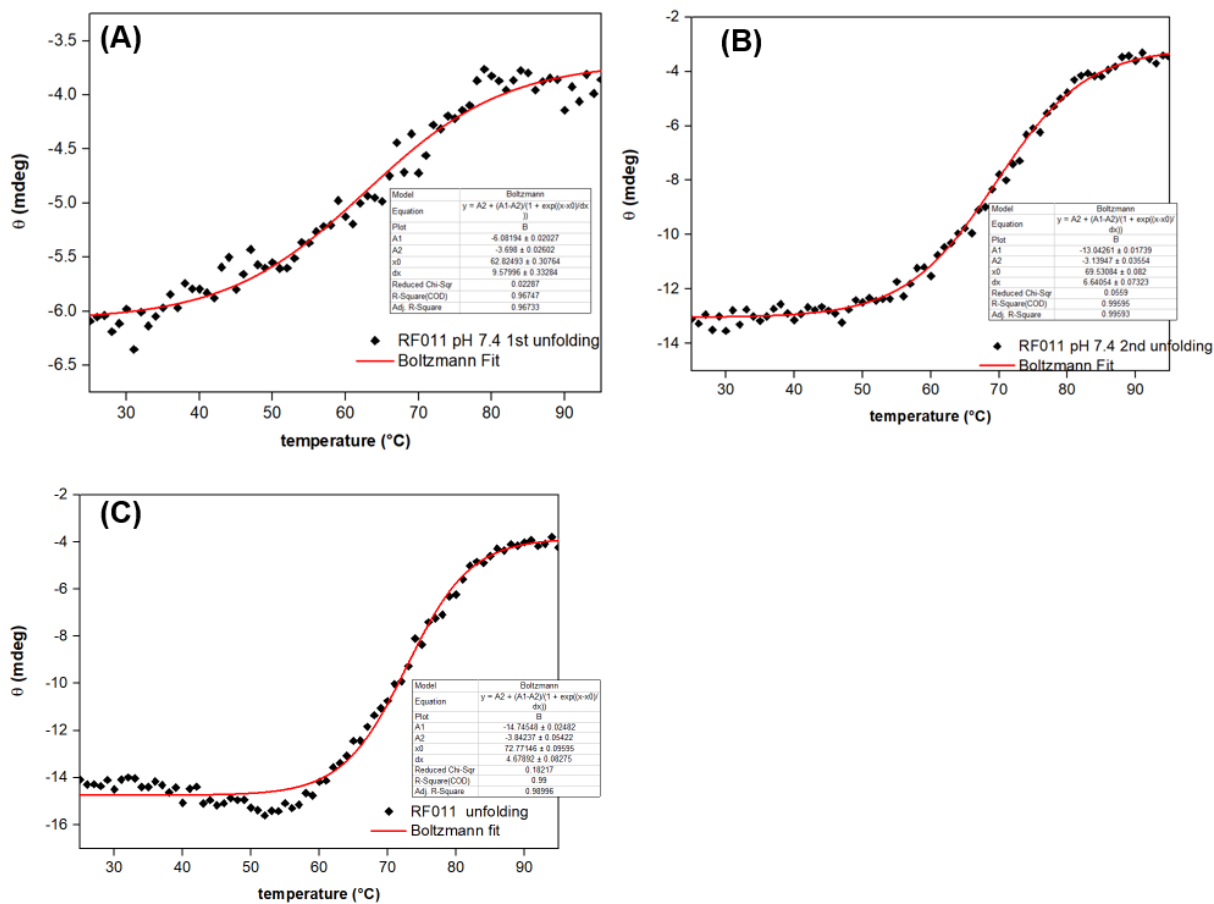 (A)
-3.5
-4.0
-4.5
-5.0
-5.5
-6.0
-6.5
θ (mdeg)
30 40 50 60 70 80 90
temperature (°C)
Model Boltzmann
Equation y = A2 + (A1-A2)/(1 + exp((x-x0)/dx
))
Plot B
A1 -6.08194 ± 0.02027
A2 -3.698 ± 0.02602
x0 62.82493 ± 0.30764
dx 9.57996 ± 0.33284
Reduced Chi-Sqr 0.02287
R-Square(COD) 0.96747
Adj. R-Square 0.96733
RF011 pH 7.4 1st unfolding
Boltzmann Fit
(B)
-2
-4
-6
-8
-10
-12
-14
θ (mdeg)
30 40 50 60 70 80 90
temperature (°C)
Model Boltzmann
Equation y = A2 + (A1-A2)/(1 + exp((x-x0)/
dx))
Plot B
A1 -13.04261 ± 0.01739
A2 -3.13947 ± 0.03554
x0 69.53084 ± 0.082
dx 6.64054 ± 0.07323
Reduced Chi-Sqr 0.0559
R-Square(COD) 0.99595
Adj. R-Square 0.99593
RF011 pH 7.4 2nd unfolding
Boltzmann Fit
(C)
-2
-4
-6
-8
-10
-12
-14
-16
θ (mdeg)
30 40 50 60 70 80 90
temperature (°C)
Model Boltzmann
Equation y = A2 + (A1-A2)/(1 + exp((x-x0)/
dx))
Plot B
A1 -14.74548 ± 0.02482
A2 -3.84237 ± 0.05422
x0 72.77146 ± 0.09595
dx 4.67892 ± 0.08275
Reduced Chi-Sqr 0.18217
R-Square(COD) 0.99
Adj. R-Square 0.98996
RF011 unfolding
Boltzmann fit